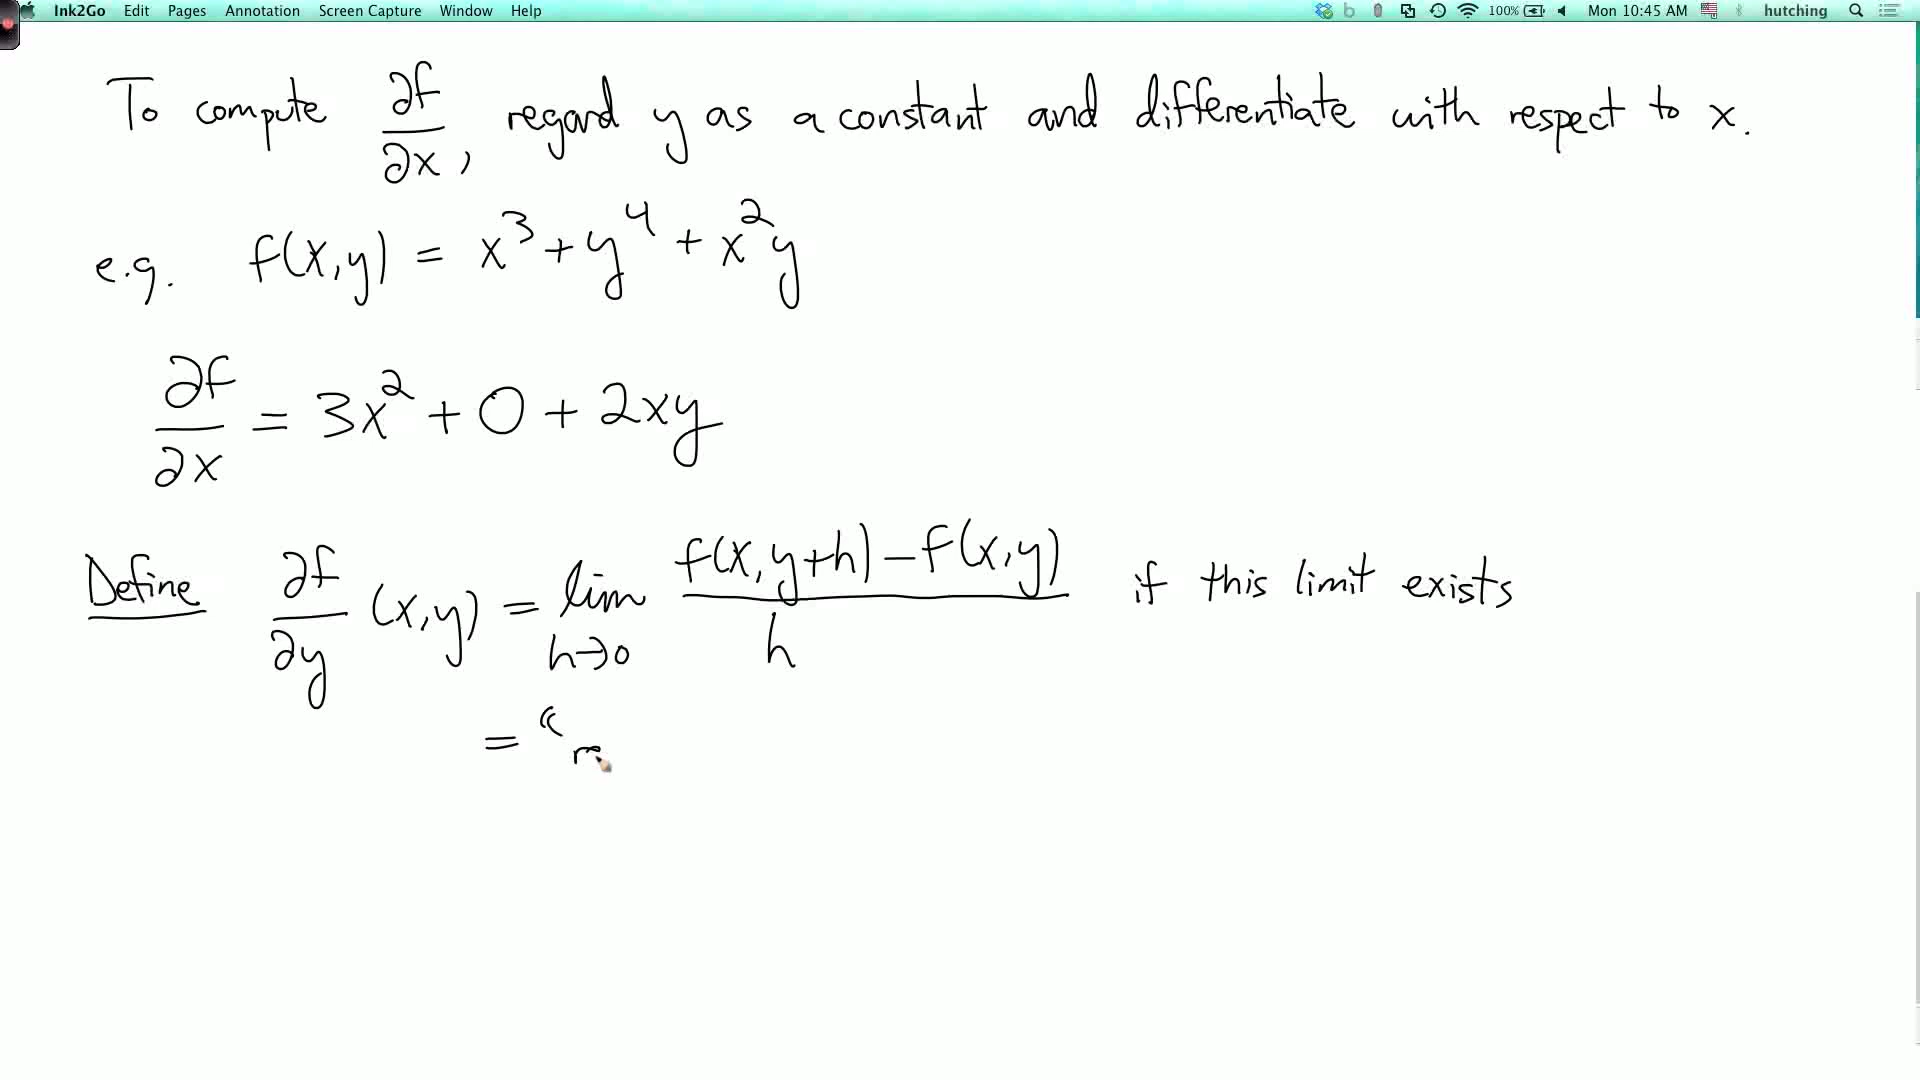 Ink2Go Edit Pages Annotation Screen Capture Window Help 100% Mon 10:45 AM hutching
To compute ∂f/∂x, regard y as a constant and differentiate with respect to x.
e.g. f(x,y) = x³ + y⁴ + x²y
∂f/∂x = 3x² + 0 + 2xy
Define ∂f/∂y (x,y) = lim h→0 (f(x,y+h) − f(x,y))/h if this limit exists
= “